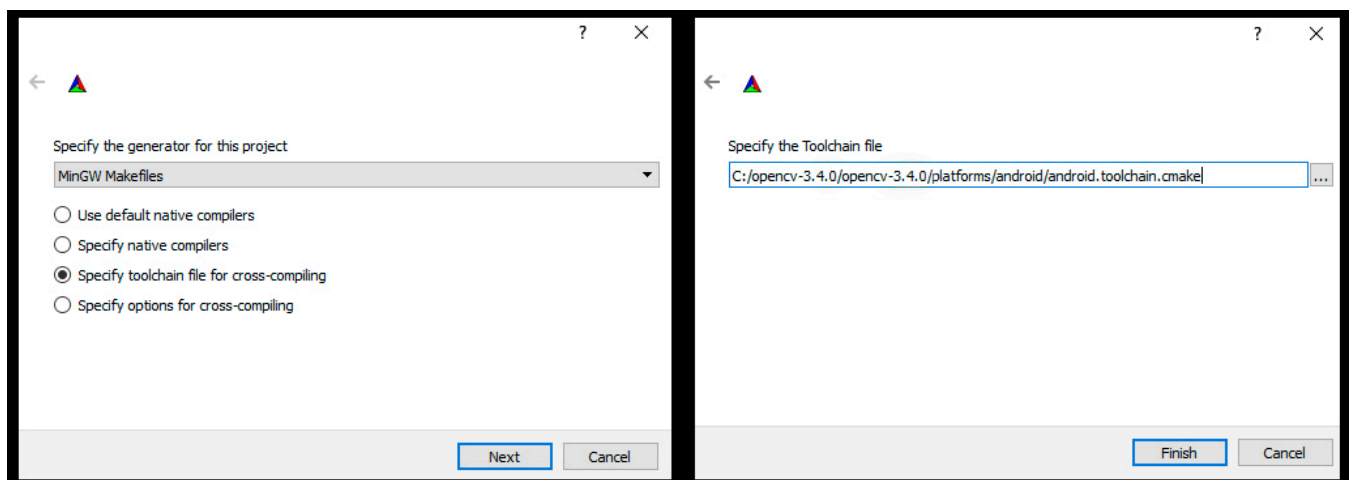 Specify the generator for this project
MinGW Makefiles
Use default native compilers
Specify native compilers
Specify toolchain file for cross-compiling
Specify options for cross-compiling
Next
Cancel
Specify the Toolchain file
C:/opencv-3.4.0/opencv-3.4.0/platforms/android/android.toolchain.cmake
...
Finish
Cancel